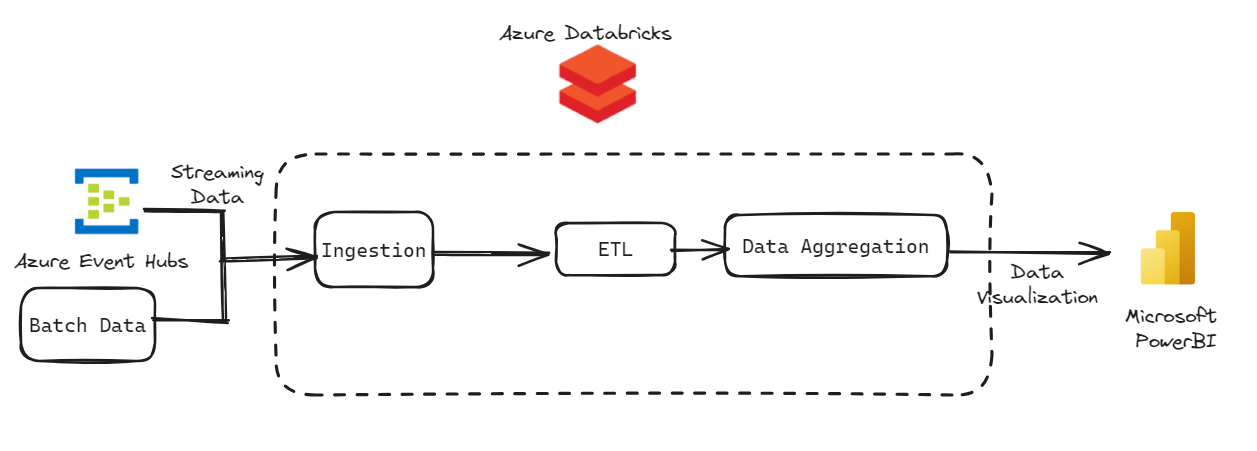 Azure Databricks
Streaming
Data
Azure Event Hubs
Batch Data
Ingestion
ETL
Data Aggregation
Data
Visualization
Microsoft
PowerBI